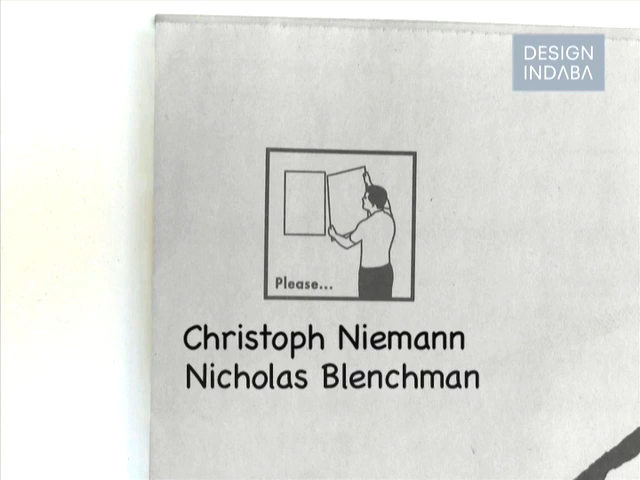 DESIGN
INDABA
Please...
Christoph Niemann
Nicholas Blenchman